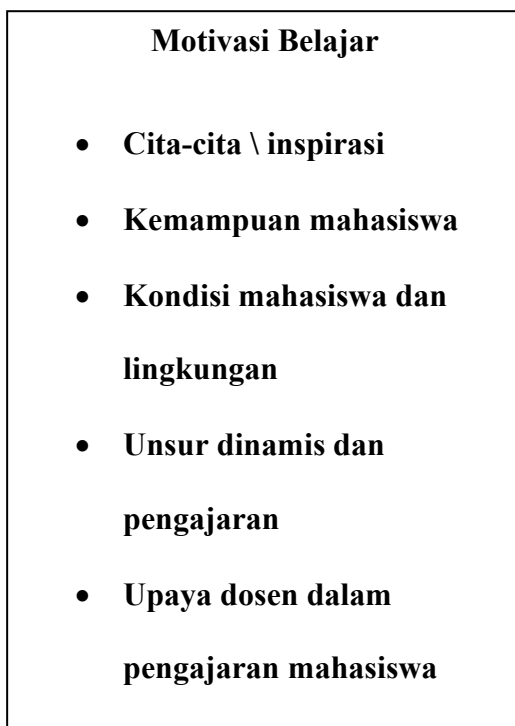 Motivasi Belajar
• Cita-cita \ inspirasi
• Kemampuan mahasiswa
• Kondisi mahasiswa dan
lingkungan
• Unsur dinamis dan
pengajaran
• Upaya dosen dalam
pengajaran mahasiswa